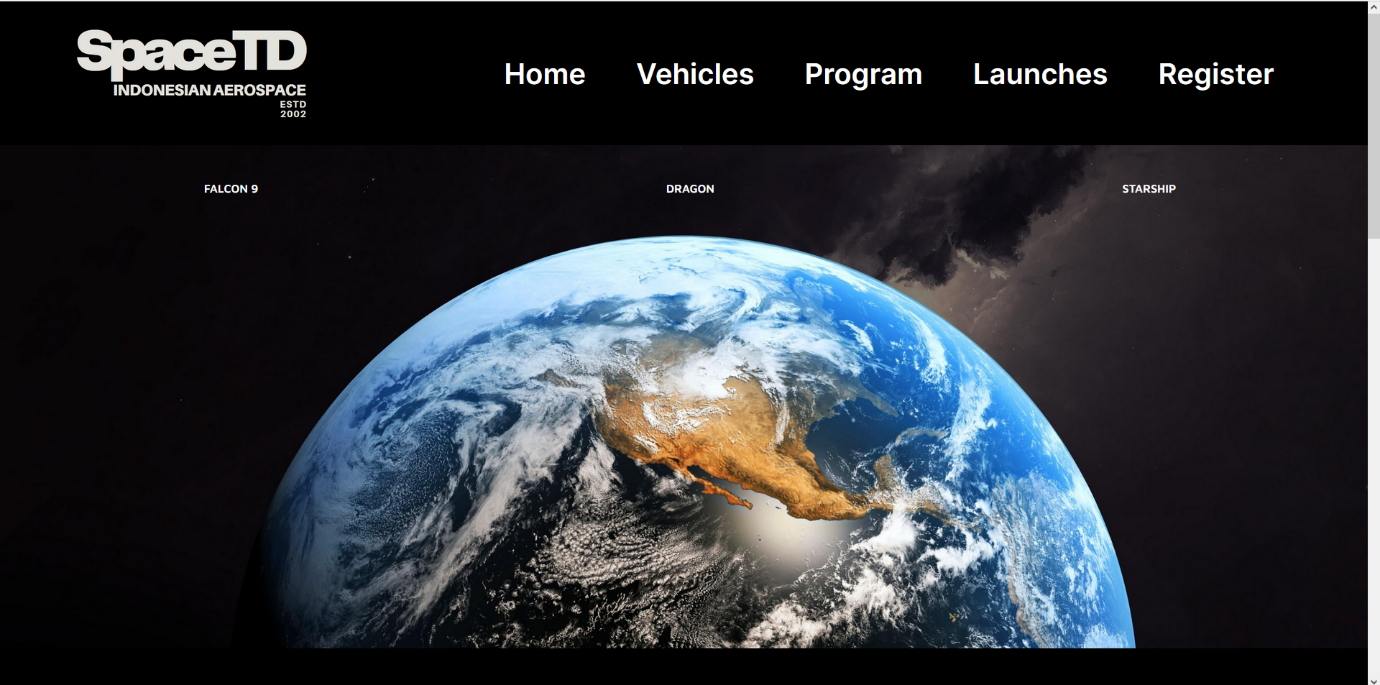 SpaceTD
INDONESIAN AEROSPACE
ESTD
2002
Home Vehicles Program Launches Register
FALCON 9 DRAGON STARSHIP